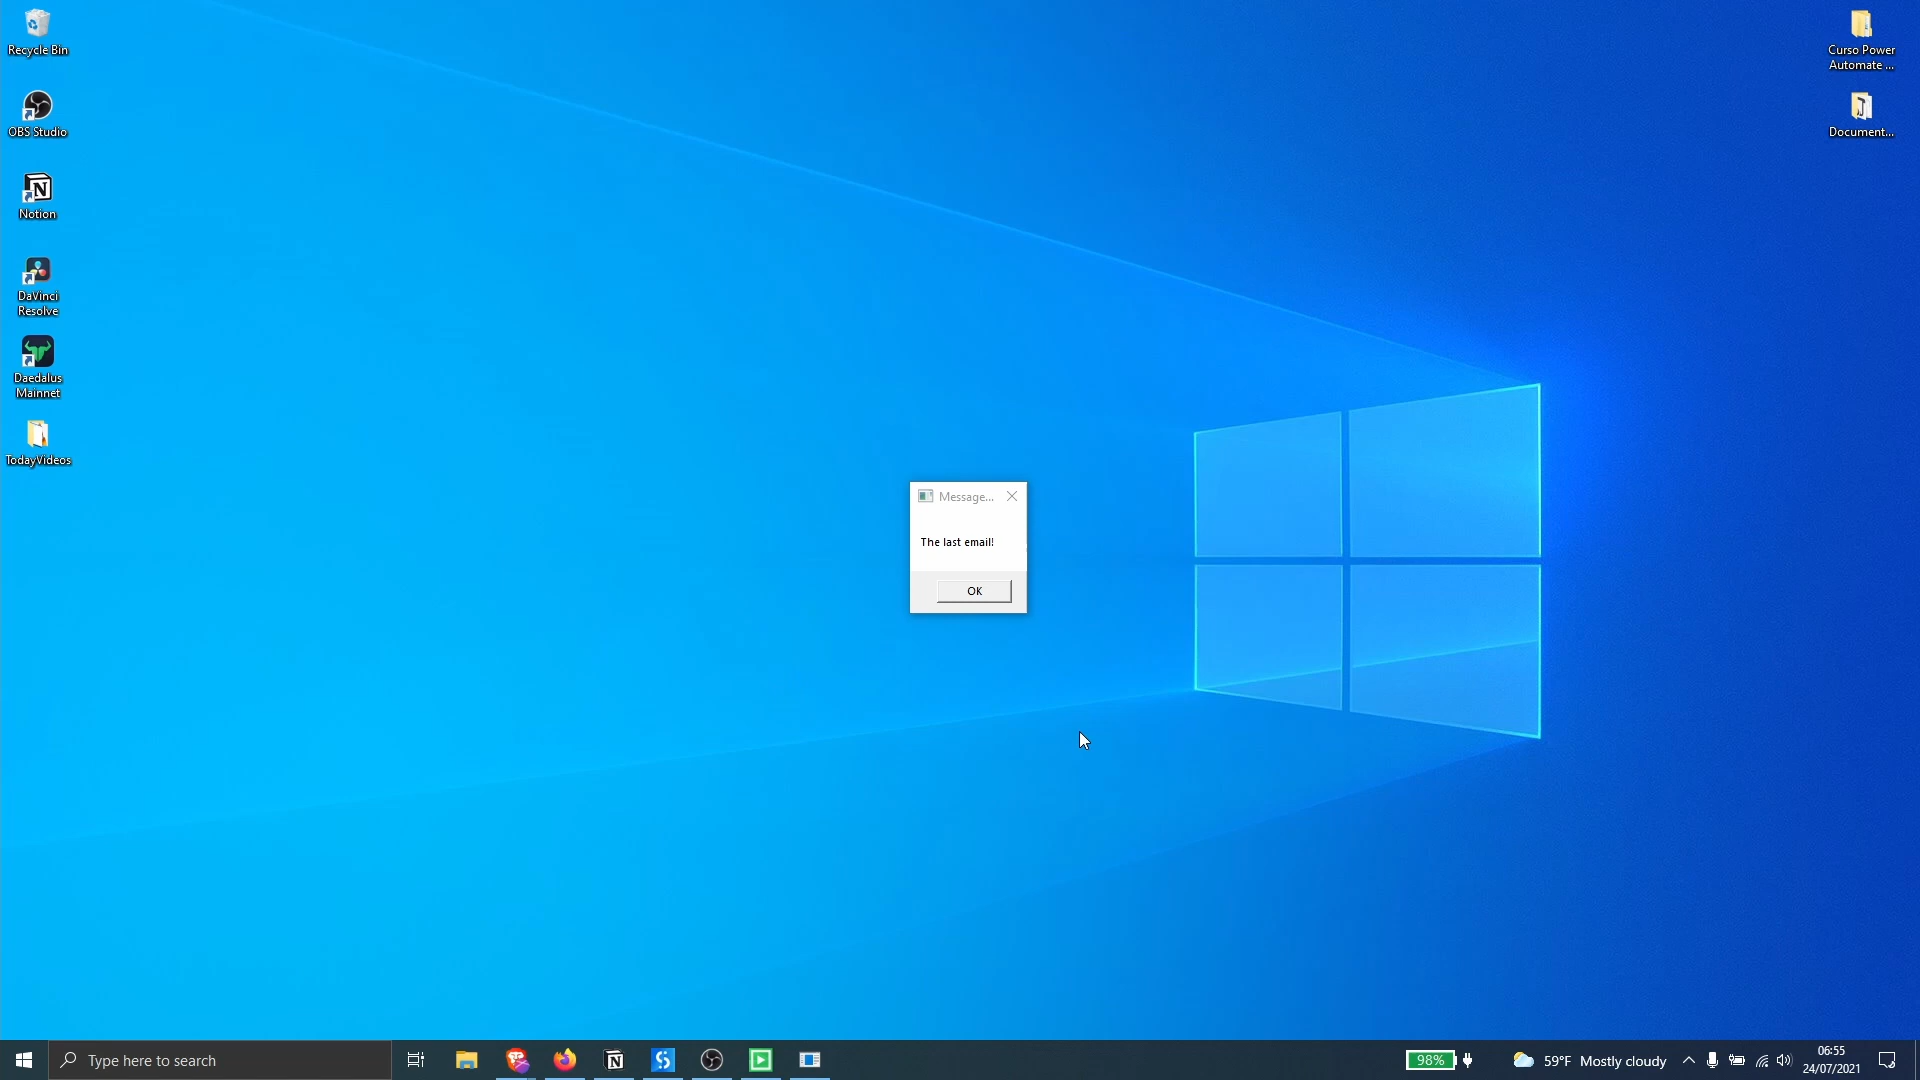 Recycle Bin
OBS Studio
Notion
DaVinci
Resolve
Daedalus
Mainnet
TodayVideos
Curso Power
Automate ...
Document...
Message...
The last email!
OK
Type here to search
98%
59°F Mostly cloudy
06:55
24/07/2021